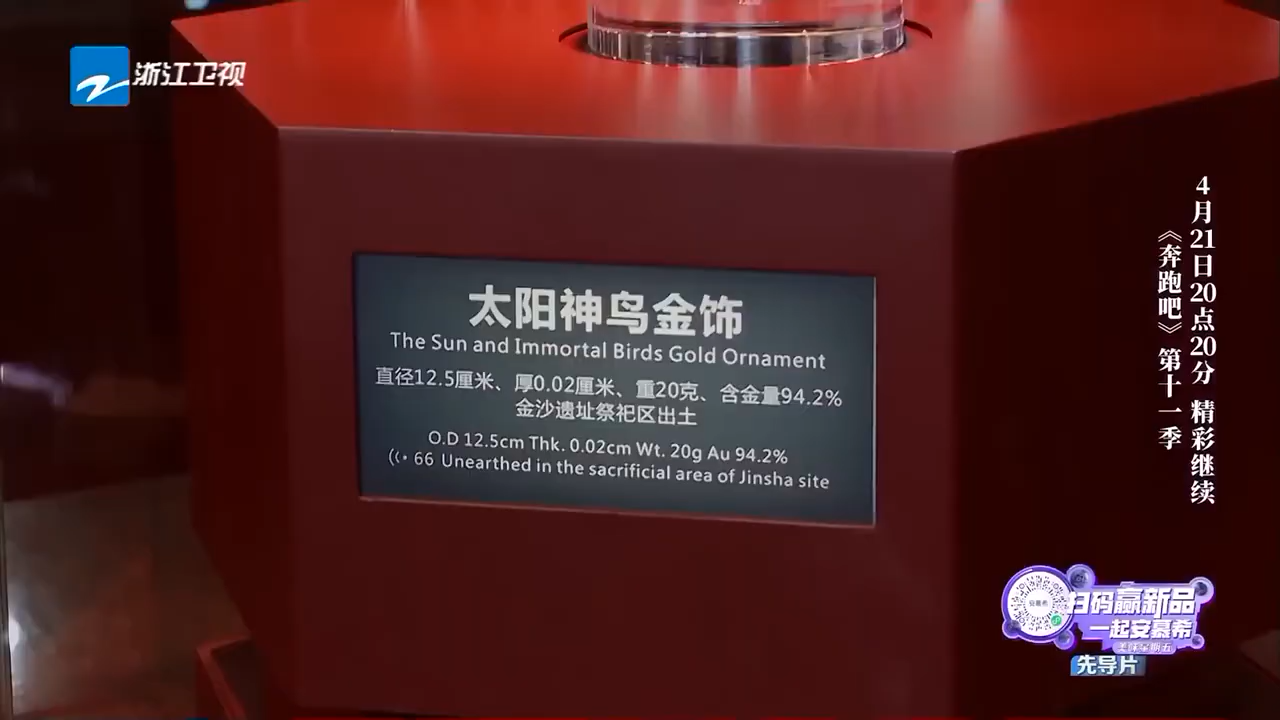 浙江卫视
太阳神鸟金饰
The Sun and Immortal Birds Gold Ornament
直径12.5厘米、厚0.02厘米、重20克、含金量94.2%
金沙遗址祭祀区出土
O.D 12.5cm Thk. 0.02cm Wt. 20g Au 94.2%
((· 66 Unearthed in the sacrificial area of Jinsha site
4月21日20点20分 精彩继续
《奔跑吧》第十一季
扫码赢新品
一起安慕希
美味星期五
先导片